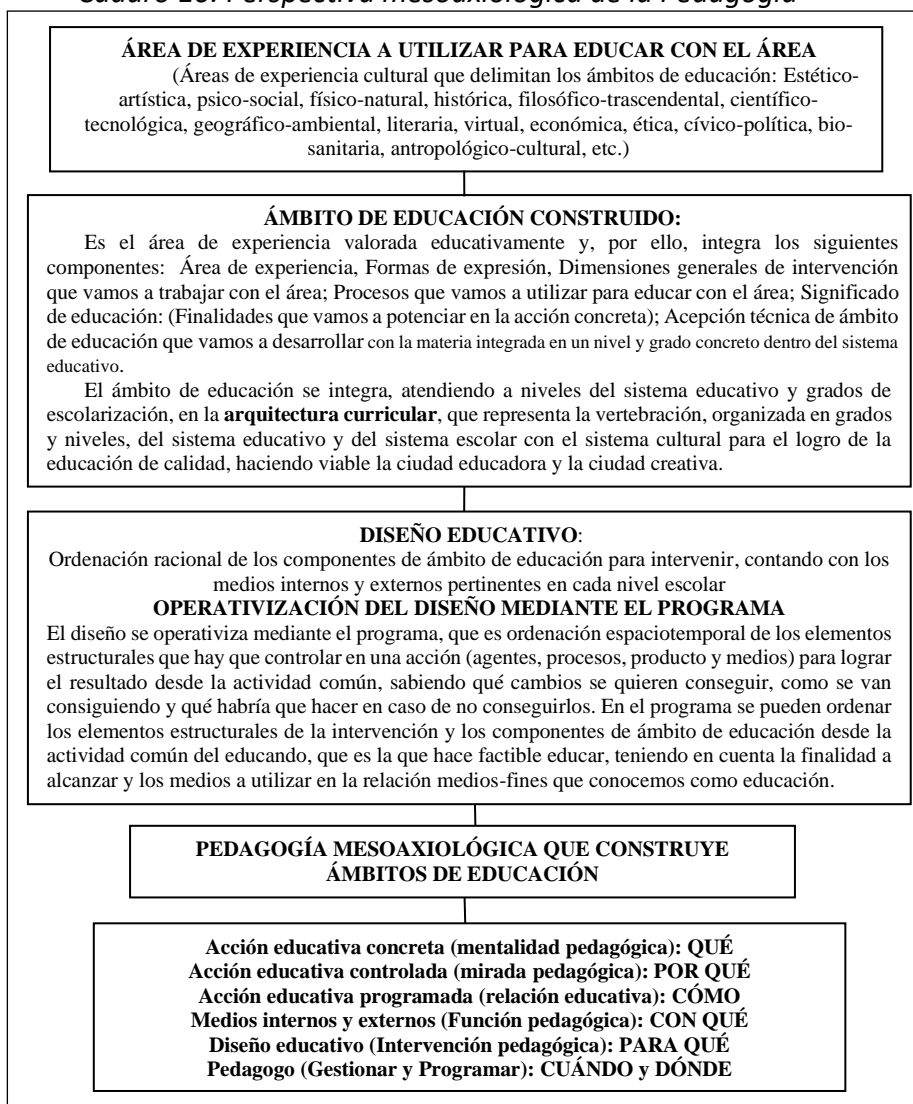 Cuadro 16. Perspectiva mesoaxiológica de la Pedagogía
ÁREA DE EXPERIENCIA A UTILIZAR PARA EDUCAR CON EL ÁREA
(Áreas de experiencia cultural que delimitan los ámbitos de educación: Estético-
artística, psico-social, físico-natural, histórica, filosófico-trascendental, científico-
tecnológica, geográfico-ambiental, literaria, virtual, económica, ética, cívico-política, bio-
sanitaria, antropológico-cultural, etc.)
ÁMBITO DE EDUCACIÓN CONSTRUIDO:
Es el área de experiencia valorada educativamente y, por ello, integra los siguientes
componentes: Área de experiencia, Formas de expresión, Dimensiones generales de intervención
que vamos a trabajar con el área; Procesos que vamos a utilizar para educar con el área; Significado
de educación: (Finalidades que vamos a potenciar en la acción concreta); Acepción técnica de ámbito
de educación que vamos a desarrollar con la materia integrada en un nivel y grado concreto dentro del sistema
educativo.
El ámbito de educación se integra, atendiendo a niveles del sistema educativo y grados de
escolarización, en la arquitectura curricular, que representa la vertebración, organizada en grados
y niveles, del sistema educativo y del sistema escolar con el sistema cultural para el logro de la
educación de calidad, haciendo viable la ciudad educadora y la ciudad creativa.
DISEÑO EDUCATIVO:
Ordenación racional de los componentes de ámbito de educación para intervenir, contando con los
medios internos y externos pertinentes en cada nivel escolar
OPERATIVIZACIÓN DEL DISEÑO MEDIANTE EL PROGRAMA
El diseño se operativiza mediante el programa, que es ordenación espaciotemporal de los elementos
estructurales que hay que controlar en una acción (agentes, procesos, producto y medios) para lograr
el resultado desde la actividad común, sabiendo qué cambios se quieren conseguir, como se van
consiguiendo y qué habría que hacer en caso de no conseguirlos. En el programa se pueden ordenar
los elementos estructurales de la intervención y los componentes de ámbito de educación desde la
actividad común del educando, que es la que hace factible educar, teniendo en cuenta la finalidad a
alcanzar y los medios a utilizar en la relación medios-fines que conocemos como educación.
PEDAGOGÍA MESOAXIOLÓGICA QUE CONSTRUYE
ÁMBITOS DE EDUCACIÓN
Acción educativa concreta (mentalidad pedagógica): QUÉ
Acción educativa controlada (mirada pedagógica): POR QUÉ
Acción educativa programada (relación educativa): CÓMO
Medios internos y externos (Función pedagógica): CON QUÉ
Diseño educativo (Intervención pedagógica): PARA QUÉ
Pedagogo (Gestionar y Programar): CUÁNDO y DÓNDE